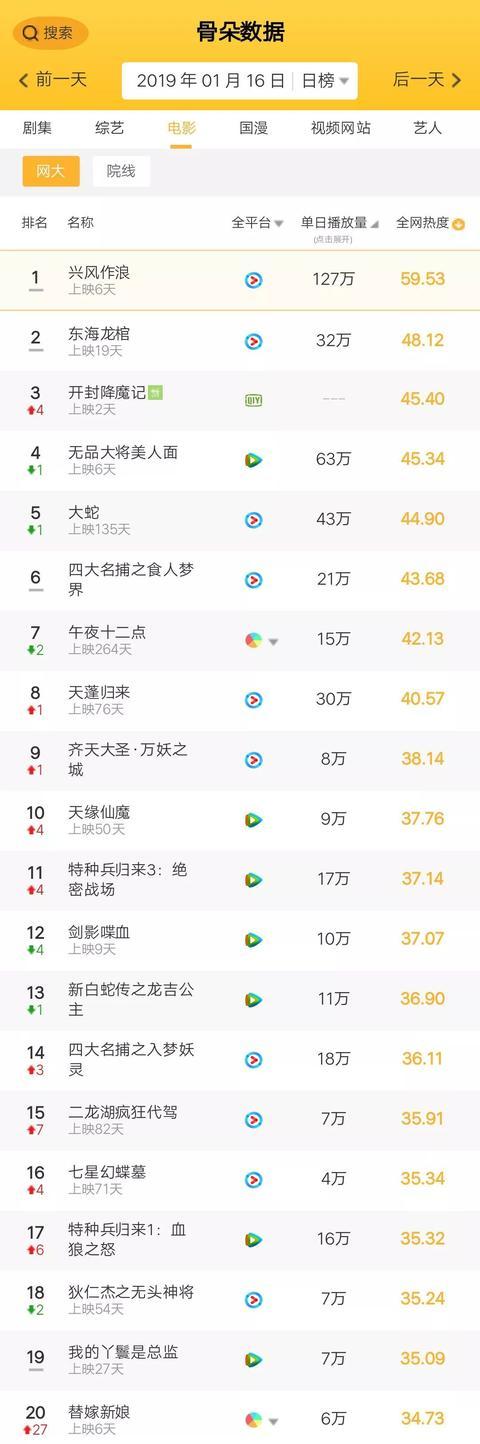 搜索
骨朵数据
前一天
2019 年 01 月 16 日 日榜
后一天
剧集 综艺 电影 国漫 视频网站 艺人
网大 院线
排名 名称 全平台 单日播放量 全网热度
(点击展开)
1 兴风作浪 127万 59.53
上映6天
2 东海龙棺 32万 48.12
上映19天
3 开封降魔记 新 QIY --- 45.40
4 上映2天
4 无品大将美人面 63万 45.34
1 上映6天
5 大蛇 43万 44.90
1 上映135天
6 四大名捕之食人梦 21万 43.68
界
7 午夜十二点 15万 42.13
2 上映264天
8 天蓬归来 30万 40.57
1 上映76天
9 齐天大圣·万妖之 8万 38.14
1 城
10 天缘仙魔 9万 37.76
4 上映50天
11 特种兵归来3：绝 17万 37.14
4 密战场
12 剑影喋血 10万 37.07
4 上映9天
13 新白蛇传之龙吉公 11万 36.90
1 主
14 四大名捕之入梦妖 18万 36.11
3 灵
15 二龙湖疯狂代驾 7万 35.91
7 上映82天
16 七星幻蝶墓 4万 35.34
4 上映71天
17 特种兵归来1：血 16万 35.32
6 狼之怒
18 狄仁杰之无头神将 7万 35.24
2 上映54天
19 我的丫鬟是总监 7万 35.09
上映27天
20 替嫁新娘 6万 34.73
27 上映6天